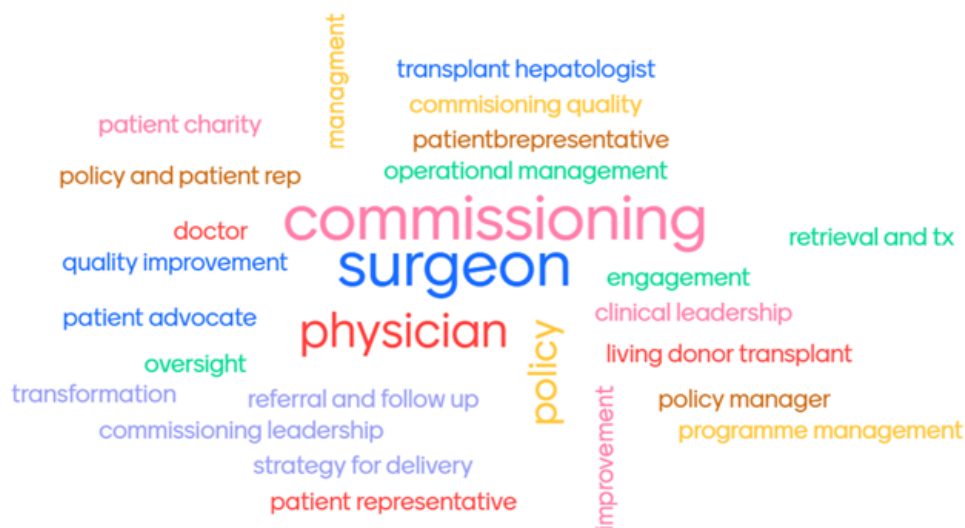 managment
transplant hepatologist
commisioning quality
patient charity
patientbrepresentative
policy and patient rep
operational management
commissioning
doctor
retrieval and tx
quality improvement
surgeon
engagement
patient advocate
physician
clinical leadership
policy
living donor transplant
oversight
transformation
referral and follow up
policy manager
commissioning leadership
programme management
improvement
strategy for delivery
patient representative